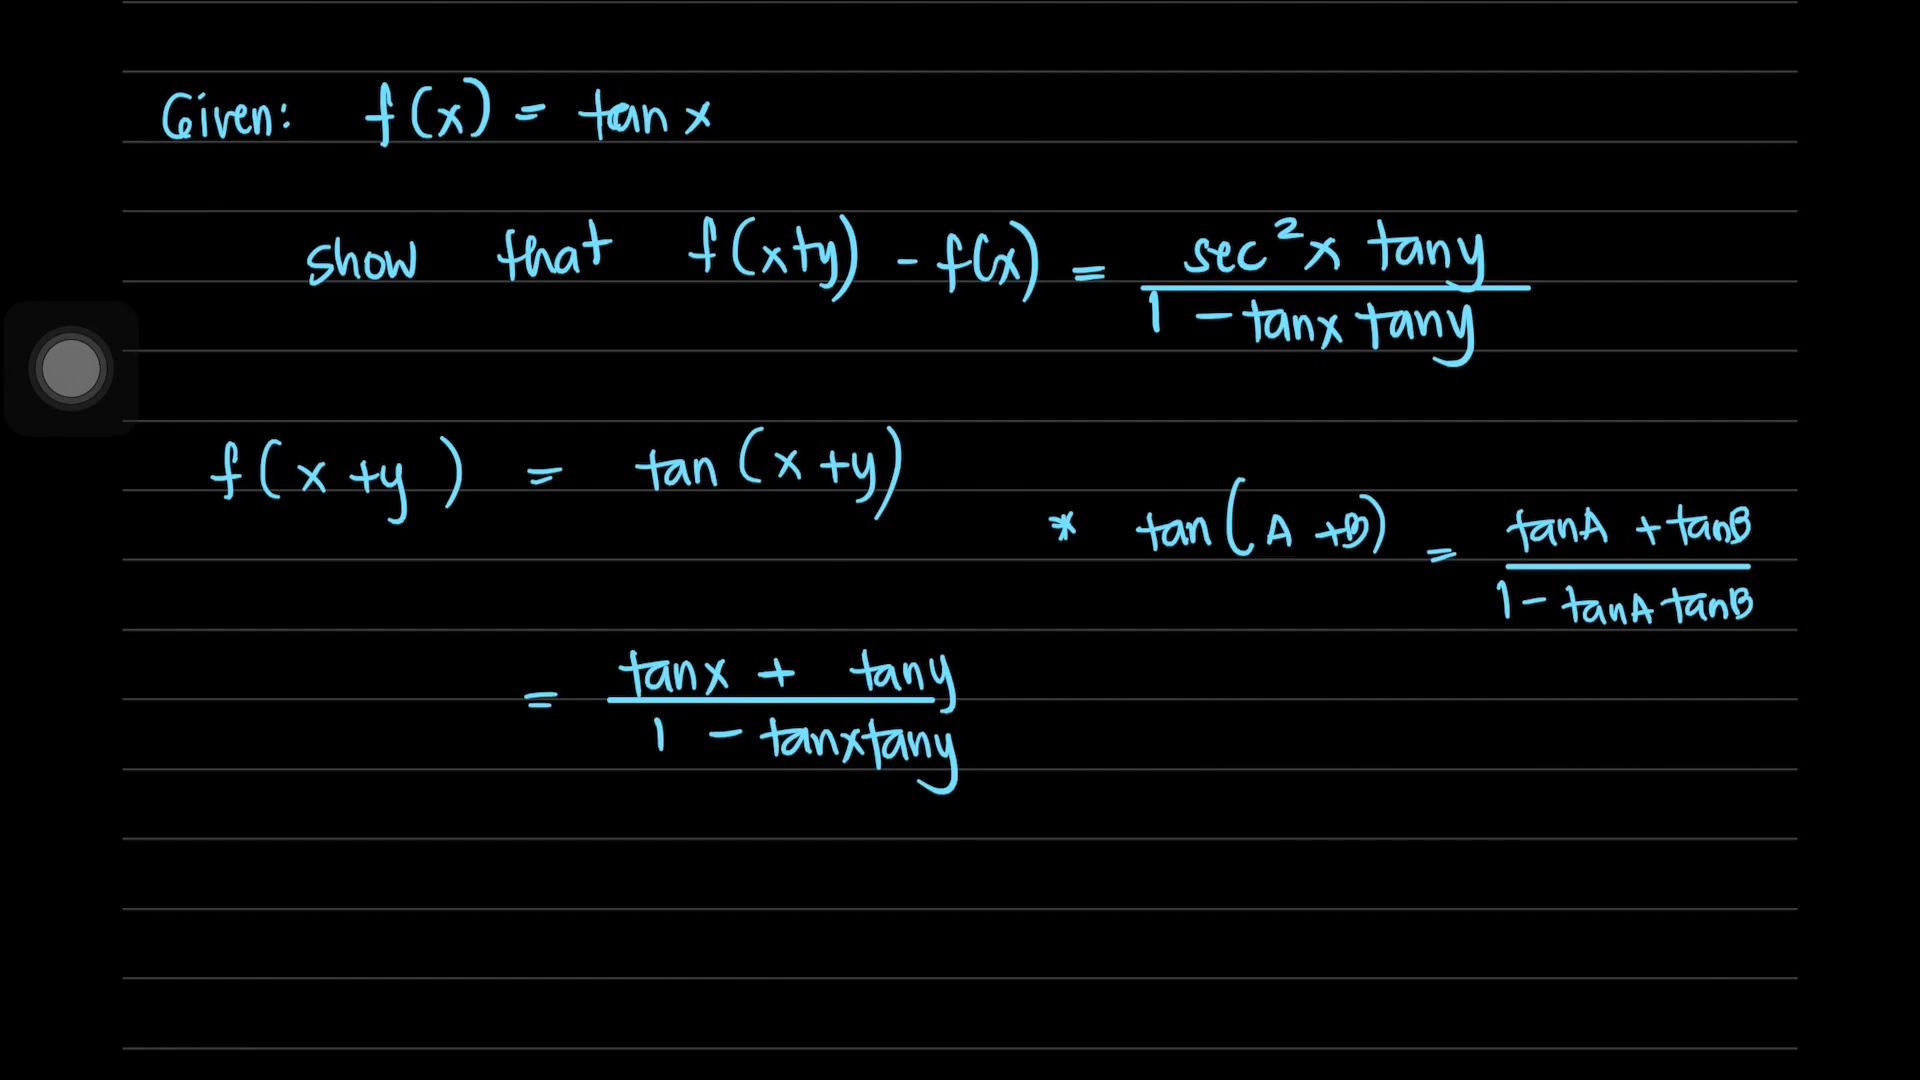 Given: f(x) = tan x
show that f(x+y) - f(x) = sec²x tany / 1 - tanx tany
f(x+y) = tan(x+y)
* tan(A+B) = tanA + tanB / 1 - tanA tanB
= tanx + tany / 1 - tanxtany